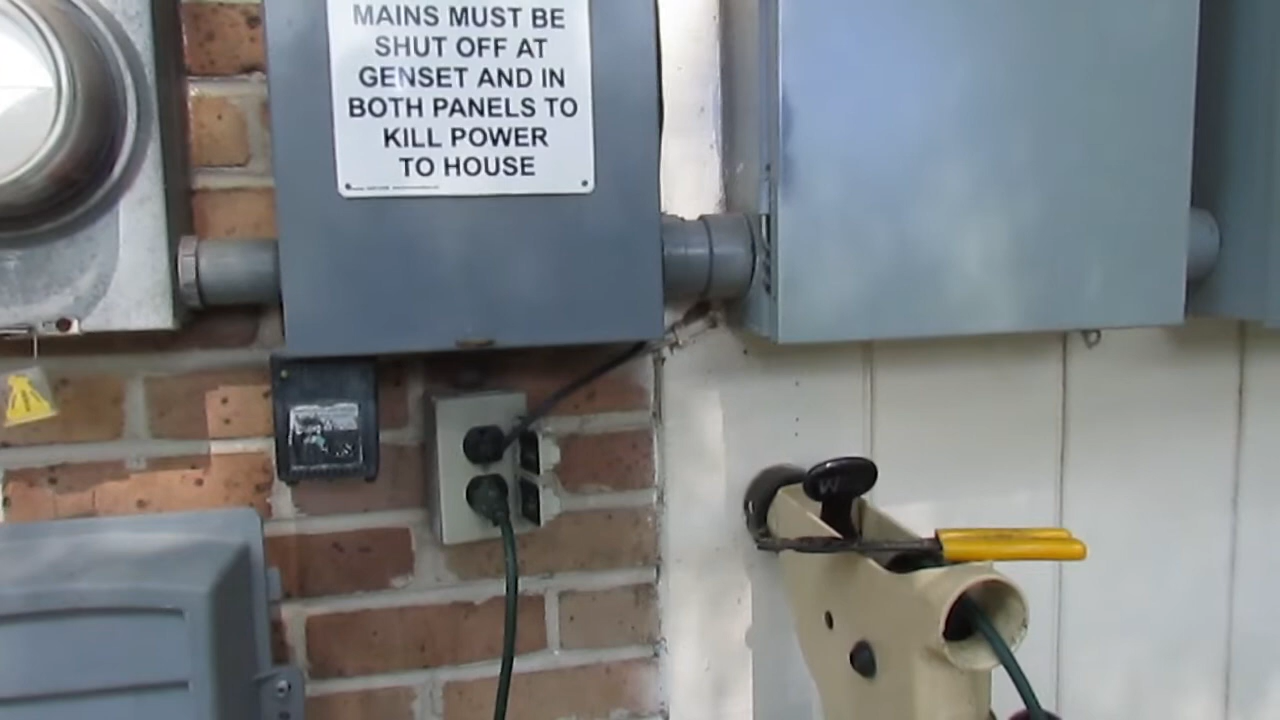 MAINS MUST BE
SHUT OFF AT
GENSET AND IN
BOTH PANELS TO
KILL POWER
TO HOUSE